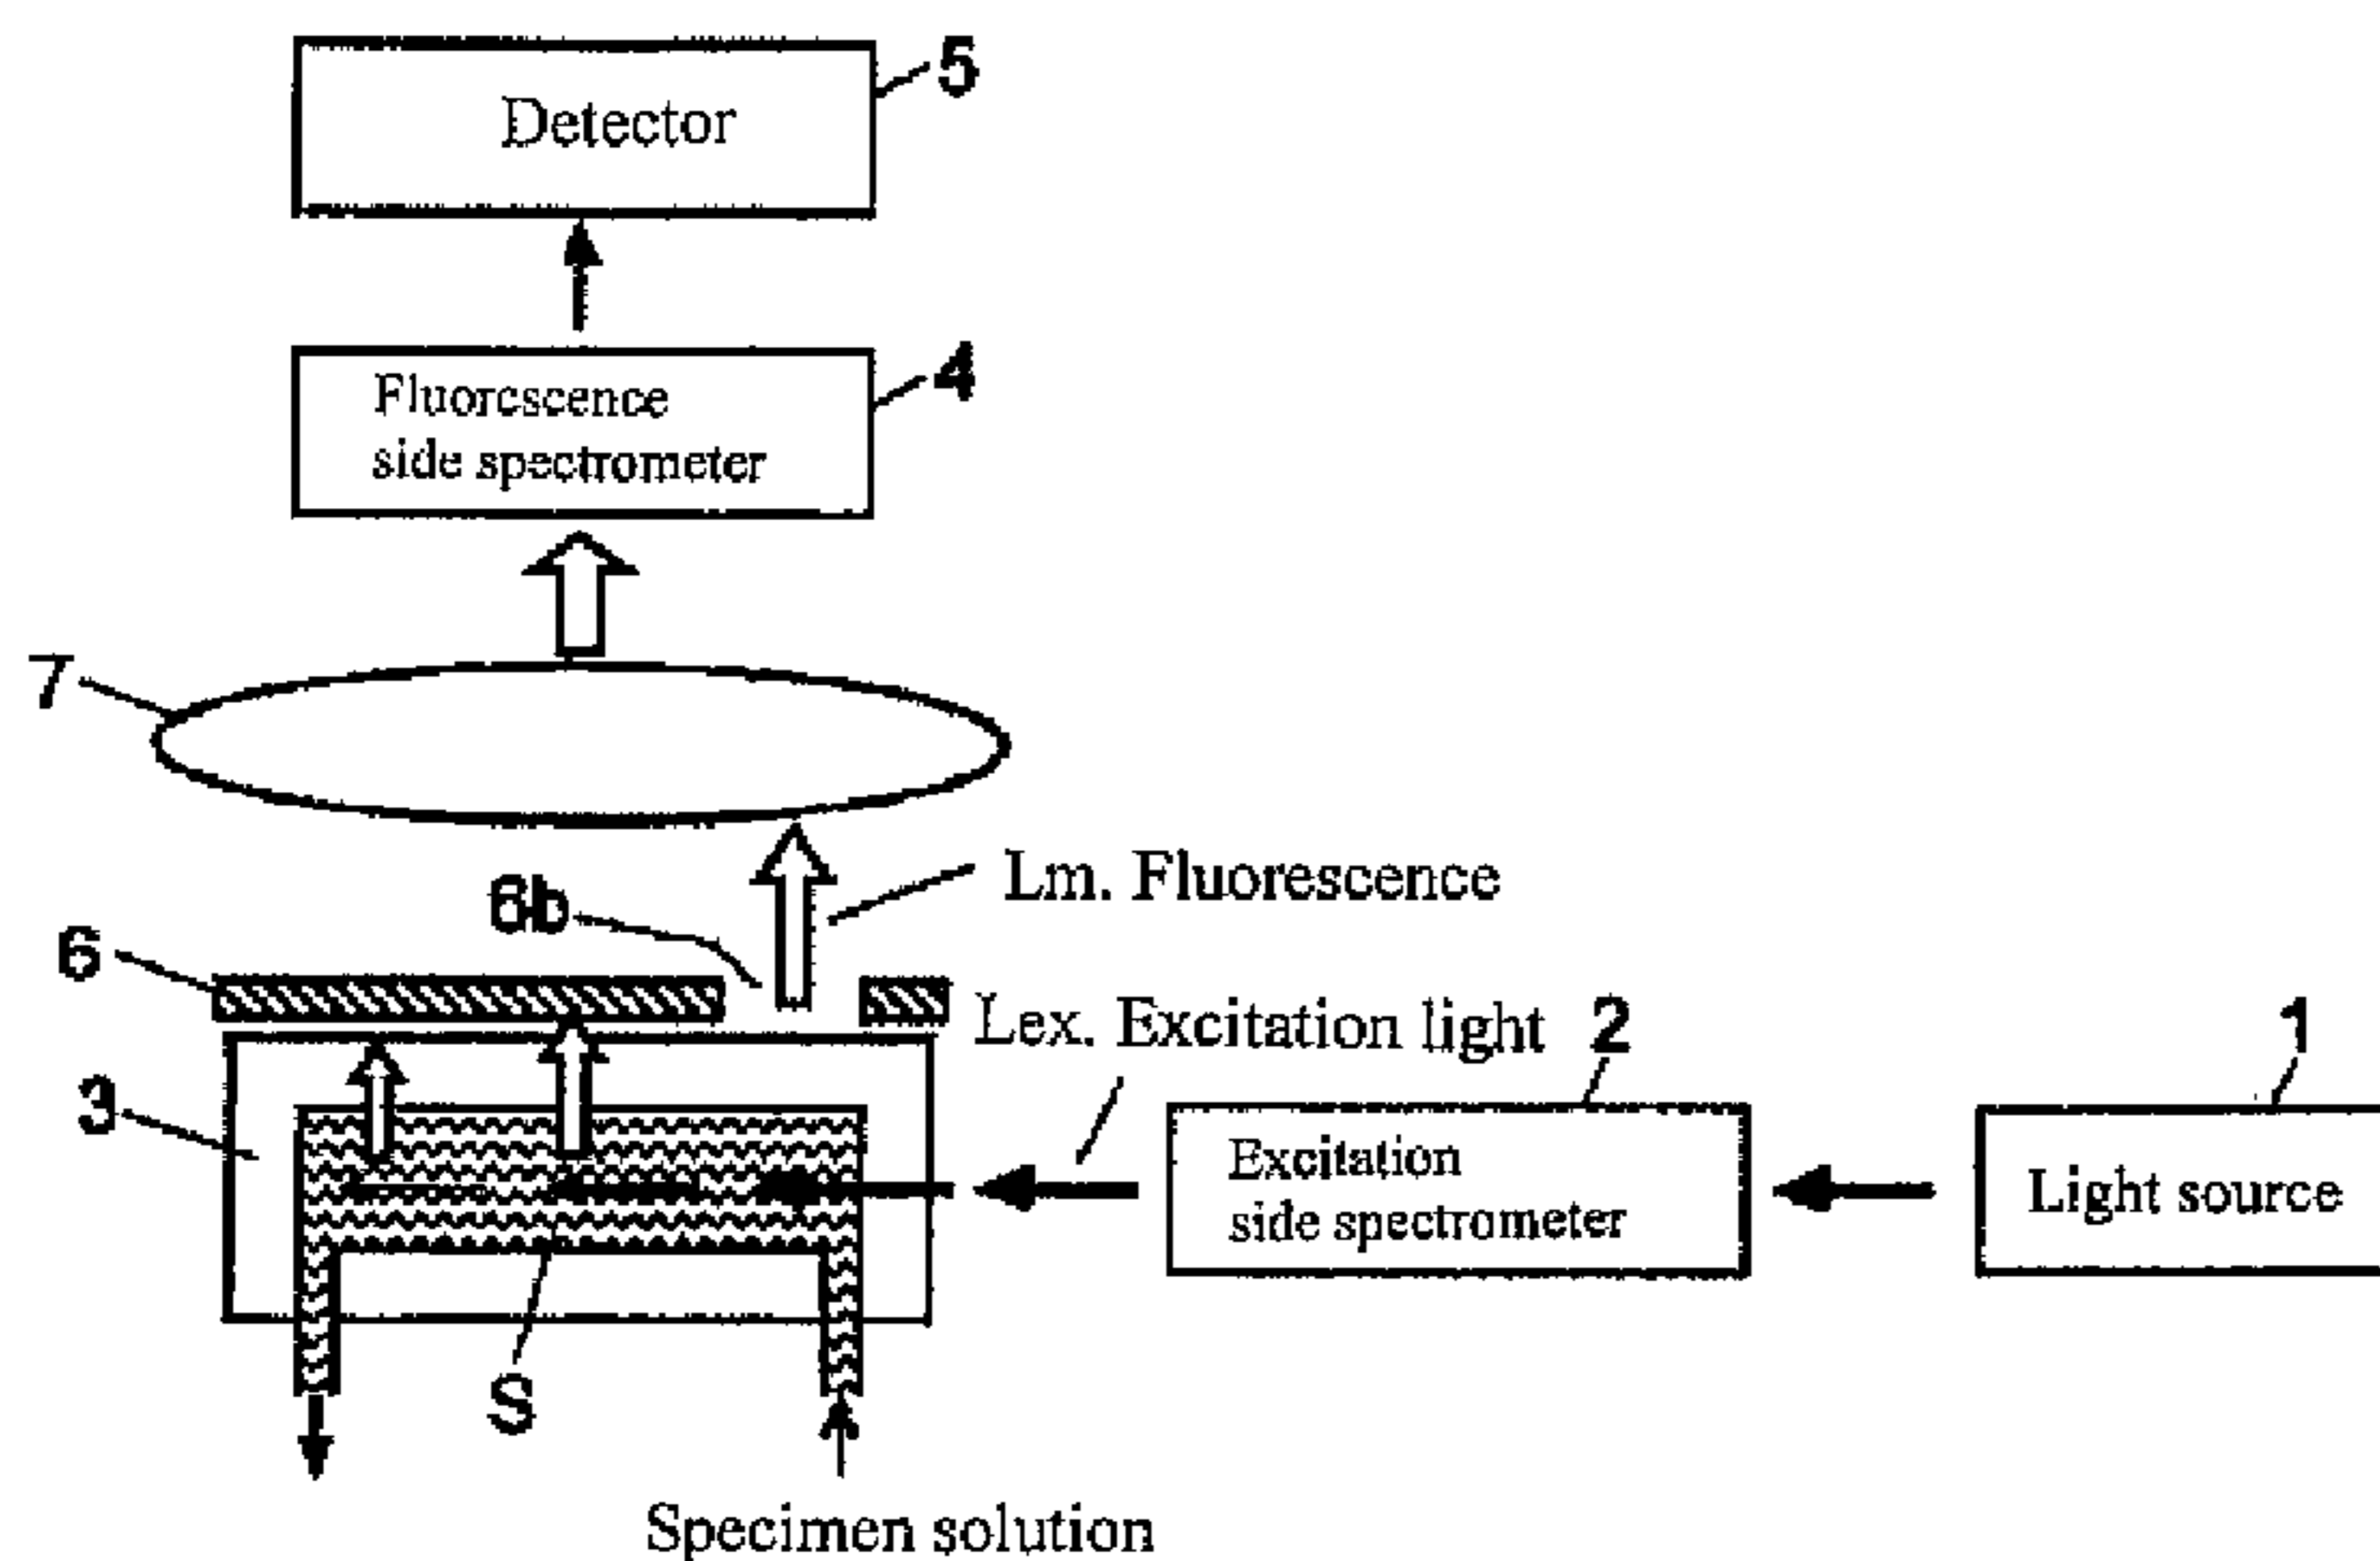 Detector
5
Fluorcscence
side spectrometer
4
7
Lm. Fluorescence
6b
6
Lex. Excitation light
2
1
3
Excitation
side spectrometer
Light source
S
Specimen solution